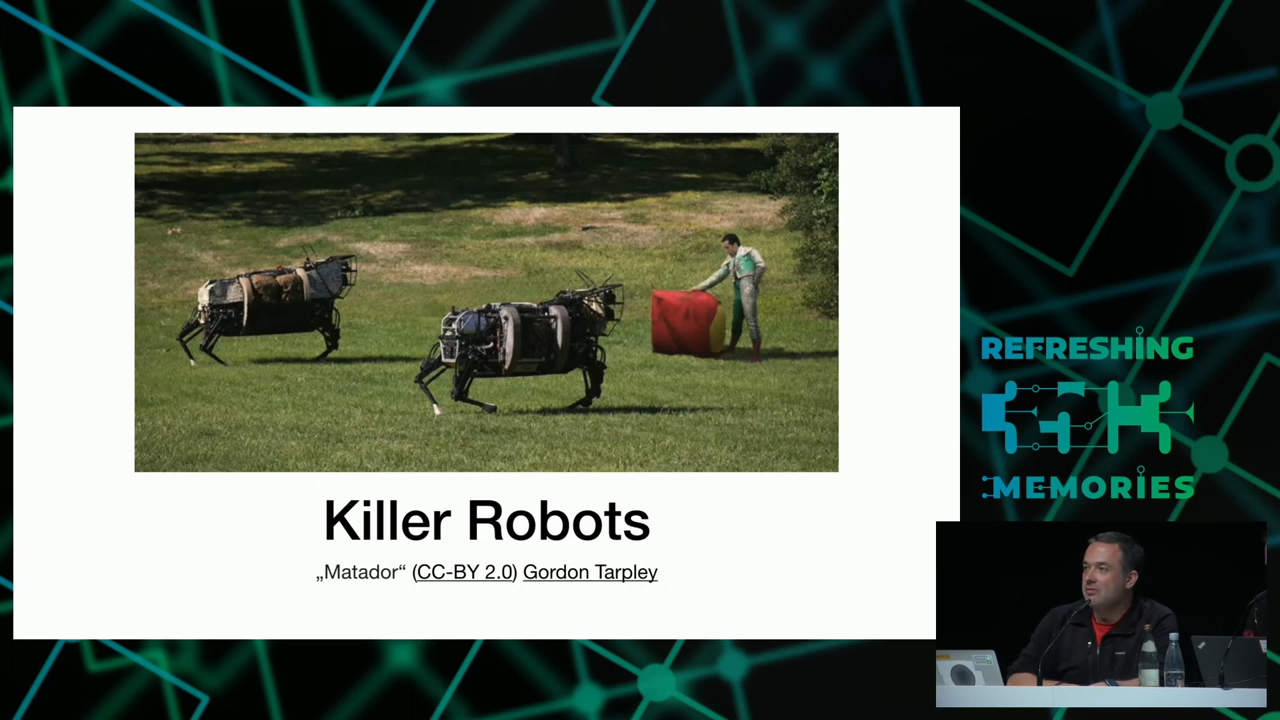 Killer Robots
„Matador“ (CC-BY 2.0) Gordon Tarpley
REFRESHING
MEMORIES